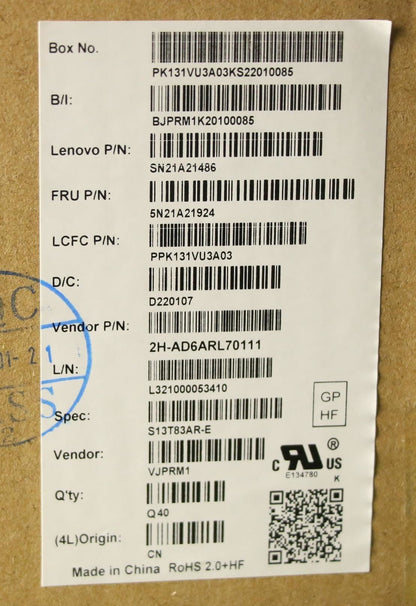 Box No.
PK131VU3A03KS22010085
B/I:
BJPRM1K20100085
Lenovo P/N:
SN21A21486
FRU P/N:
5N21A21924
LCFC P/N:
PPK131VU3A03
D/C:
D220107
Vendor P/N:
2H-AD6ARL70111
L/N:
L321000053410
GP
HF
Spec:
S13T83AR-E
Vendor:
VJPRM1
C RU ® US
E134780
K
Q'ty:
Q40
(4L)Origin:
CN
Made in China RoHS 2.0+HF